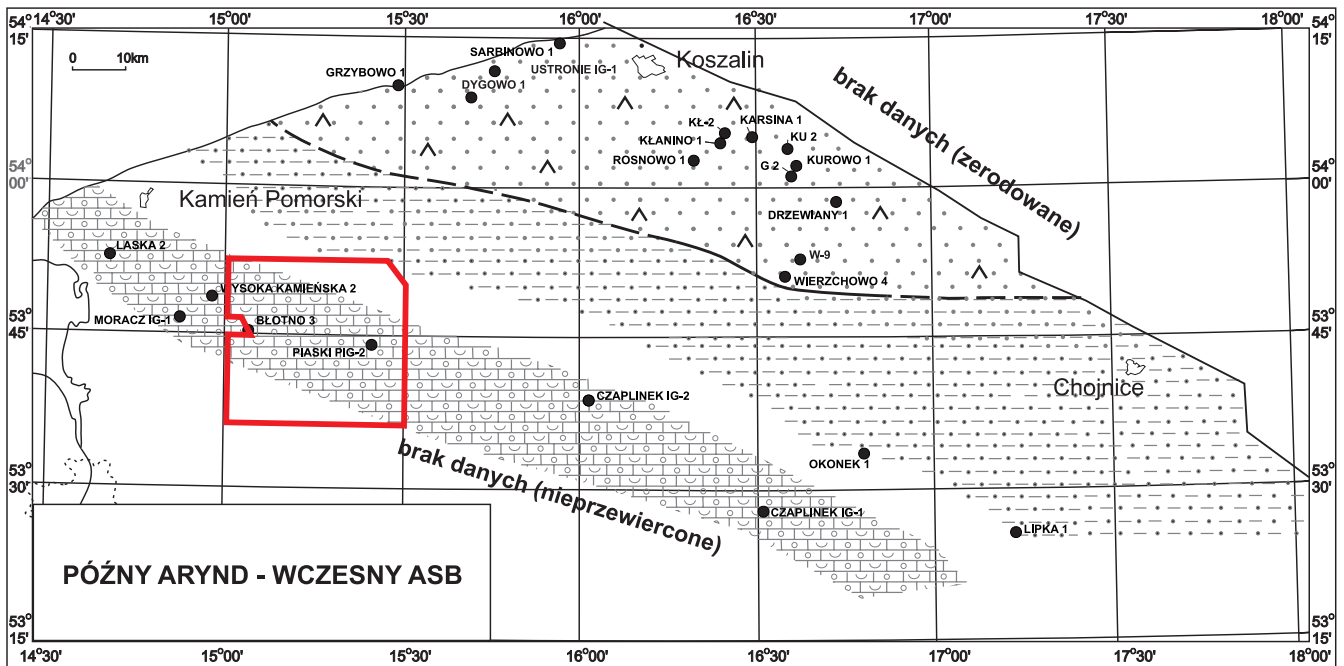 54° 14°30' 15°00' 15°30' 16°00' 16°30' 17°00' 17°30' 18°00' 54°
15' 15'
0 10km
SARBINOWO 1
Koszalin
GRZYBOWO 1
USTRONIE IG-1
DYGOWO 1
brak danych (zerodowane)
KŁ-2
KARSINA 1
KŁANINO 1
KU 2
ROSNOWO 1
G 2
KUROWO 1
54° 54°
00' 00'
Kamień Pomorski
DRZEWIANY 1
LASKA 2
W-9
WIERZCHOWO 4
WYSOKA KAMIEŃSKA 2
MORACZ IG-1
BŁOTNO 3
53° 53°
45' 45'
PIASKI PIG-2
Chojnice
CZAPLINEK IG-2
brak danych (nieprzewiercone)
OKONEK 1
53° 53°
30' 30'
CZAPLINEK IG-1
LIPKA 1
PÓŹNY ARYND - WCZESNY ASB
53° 53°
15' 15'
14°30' 15°00' 15°30' 16°00' 16°30' 17°00' 17°30' 18°00'